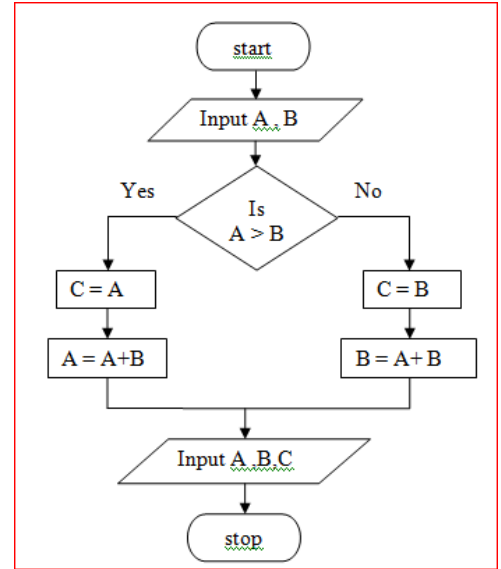 start
Input A , B
Yes
No
Is
A > B
C = A
C = B
A = A+B
B = A+ B
Input A ,B,C
stop